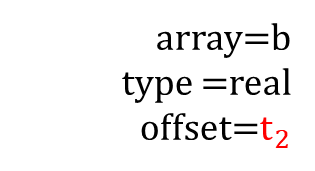 array=b
type =real
offset=t₂